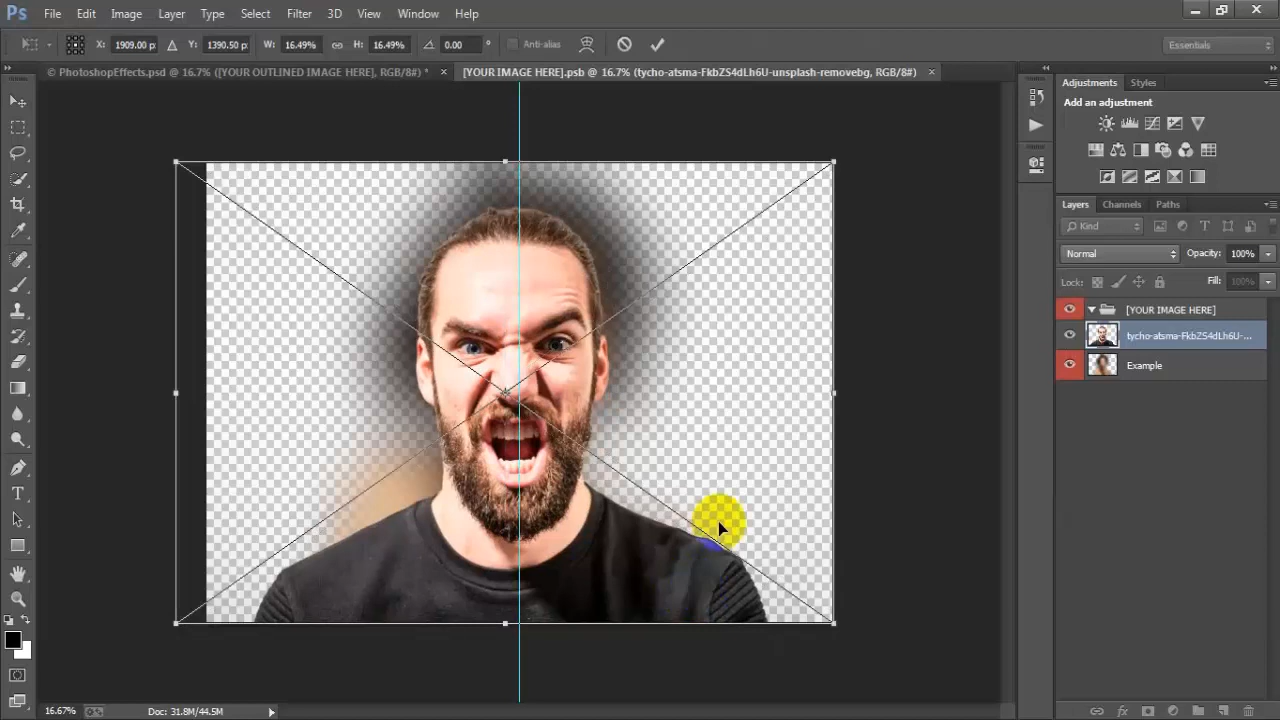 Ps File Edit Image Layer Type Select Filter 3D View Window Help
X: 1909.00 p: Y: 1390.50 p: W: 16.49% H: 16.49% 0.00 ° Anti-alias Essentials
© PhotoshopEffects.psd @ 16.7% ([YOUR OUTLINED IMAGE HERE], RGB/8#) * × [YOUR IMAGE HERE].psb @ 16.7% (tycho-atsma-FkbZS4dLh6U-unsplash-removebg, RGB/8#) ×
Adjustments Styles
Add an adjustment
Layers Channels Paths
Kind
Normal Opacity: 100%
Lock: Fill: 100%
[YOUR IMAGE HERE]
tycho-atsma-FkbZS4dLh6U-...
Example
16.67% Doc: 31.8M/44.5M